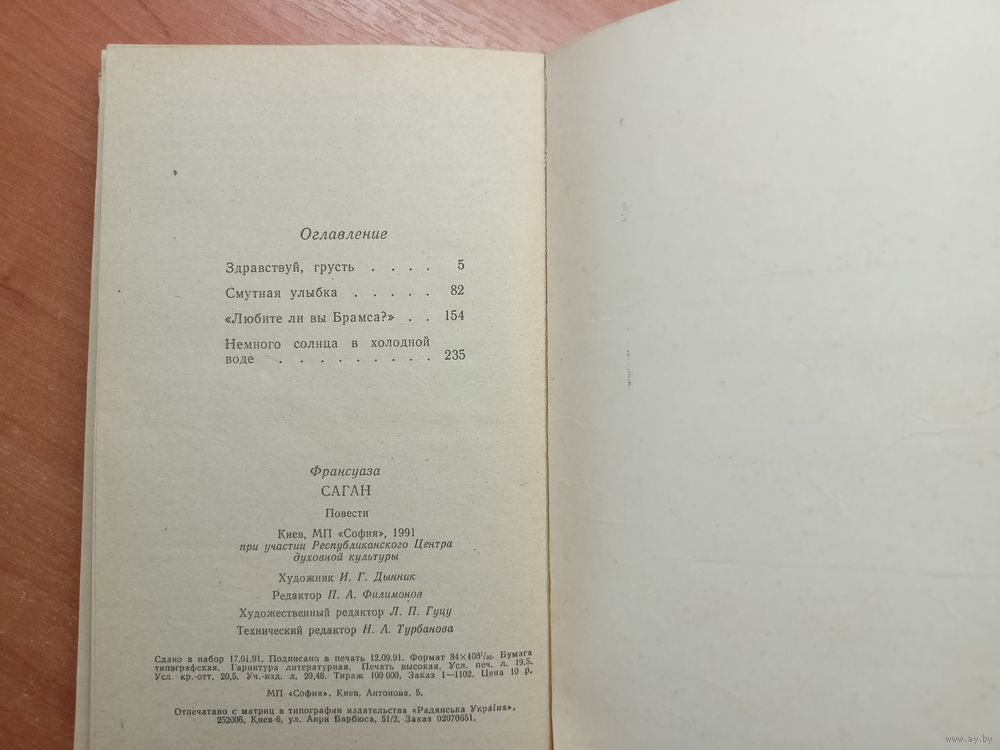 Оглавление
Здравствуй, грусть . . . . 5
Смутная улыбка . . . . . 82
«Любите ли вы Брамса?» . . 154
Немного солнца в холодной
воде . . . . . . . . . 235
Франсуаза
САГАН
Повести
Киев, МП «София», 1991
при участии Республиканского Центра
духовной культуры
Художник И. Г. Дынник
Редактор П. А. Филимонов
Художественный редактор Л. П. Гуцу
Технический редактор Н. А. Турбанова
Сдано в набор 17.01.91. Подписано в печать 12.09.91. Формат 84×108¹/₃₂. Бумага
типографская. Гарнитура литературная. Печать высокая. Усл. печ. л. 19,5.
Усл. кр.-отт. 20,5. Уч.-изд. л. 20,48. Тираж 100 000. Заказ 1—1102. Цена 10 р.
МП «София», Киев, Антонова, 5.
Отпечатано с матриц в типографии издательства «Радянська Україна»,
252006, Киев-6, ул. Анри Барбюса, 51/2, Заказ 02070651.
www.ay.by